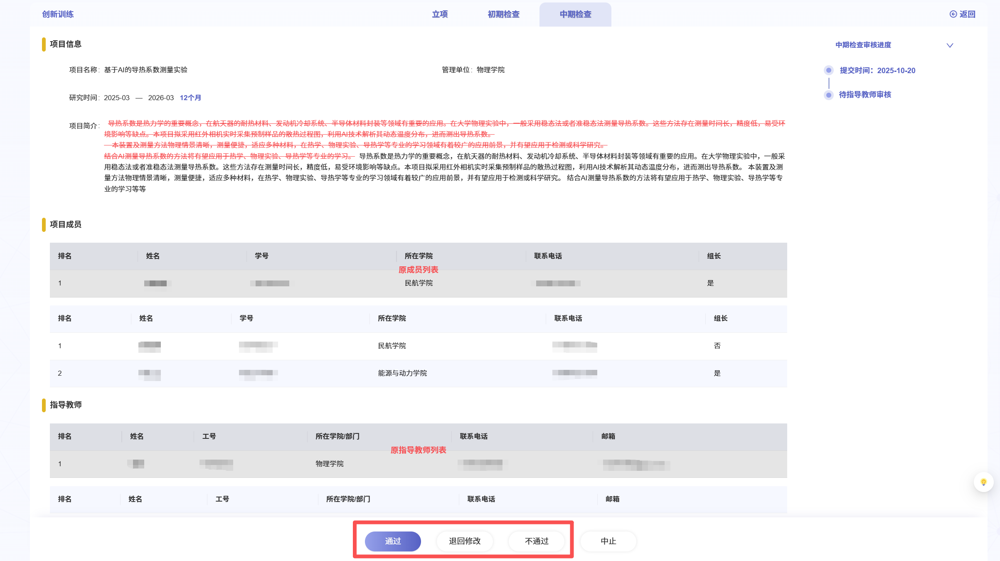 创新训练
立项
初期检查
中期检查
返回
项目信息
项目名称：基于AI的导热系数测量实验
管理单位：物理学院
研究时间：2025-03 — 2026-03 12个月
项目简介：
导热系数是热力学的重要概念，在航天器的耐热材料、发动机冷却系统、半导体材料封装等领域有重要的应用。在大学物理实验中，一般采用稳态法或者准稳态法测量导热系数。这些方法存在测量时间长，精度低，易受环
境影响等缺点。本项目拟采用红外相机实时采集预制样品的散热过程图，利用AI技术解析其动态温度分布，进而测出导热系数。
本装置及测量方法物理情景清晰，测量便捷，适应多种材料，在热学、物理实验、导热学等专业的学习领域有着较广的应用前景，并有望应用于检测或科学研究。
结合AI测量导热系数的方法将有望应用于热学、物理实验、导热学等专业的学习。 导热系数是热力学的重要概念，在航天器的耐热材料、发动机冷却系统、半导体材料封装等领域有重要的应用。在大学物理实验中，一般采
用稳态法或者准稳态法测量导热系数。这些方法存在测量时间长，精度低，易受环境影响等缺点。本项目拟采用红外相机实时采集预制样品的散热过程图，利用AI技术解析其动态温度分布，进而测出导热系数。 本装置及测
量方法物理情景清晰，测量便捷，适应多种材料，在热学、物理实验、导热学等专业的学习领域有着较广的应用前景，并有望应用于检测或科学研究。 结合AI测量导热系数的方法将有望应用于热学、物理实验、导热学等专
业的学习等等
中期检查审核进度
提交时间：2025-10-20
待指导教师审核
项目成员
排名 姓名 学号 所在学院 联系电话 组长
原成员列表
1 民航学院 是
排名 姓名 学号 所在学院 联系电话 组长
1 民航学院 否
2 能源与动力学院 是
指导教师
排名 姓名 工号 所在学院/部门 联系电话 邮箱
原指导教师列表
1 物理学院
排名 姓名 工号 所在学院/部门 联系电话 邮箱
通过 退回修改 不通过 中止